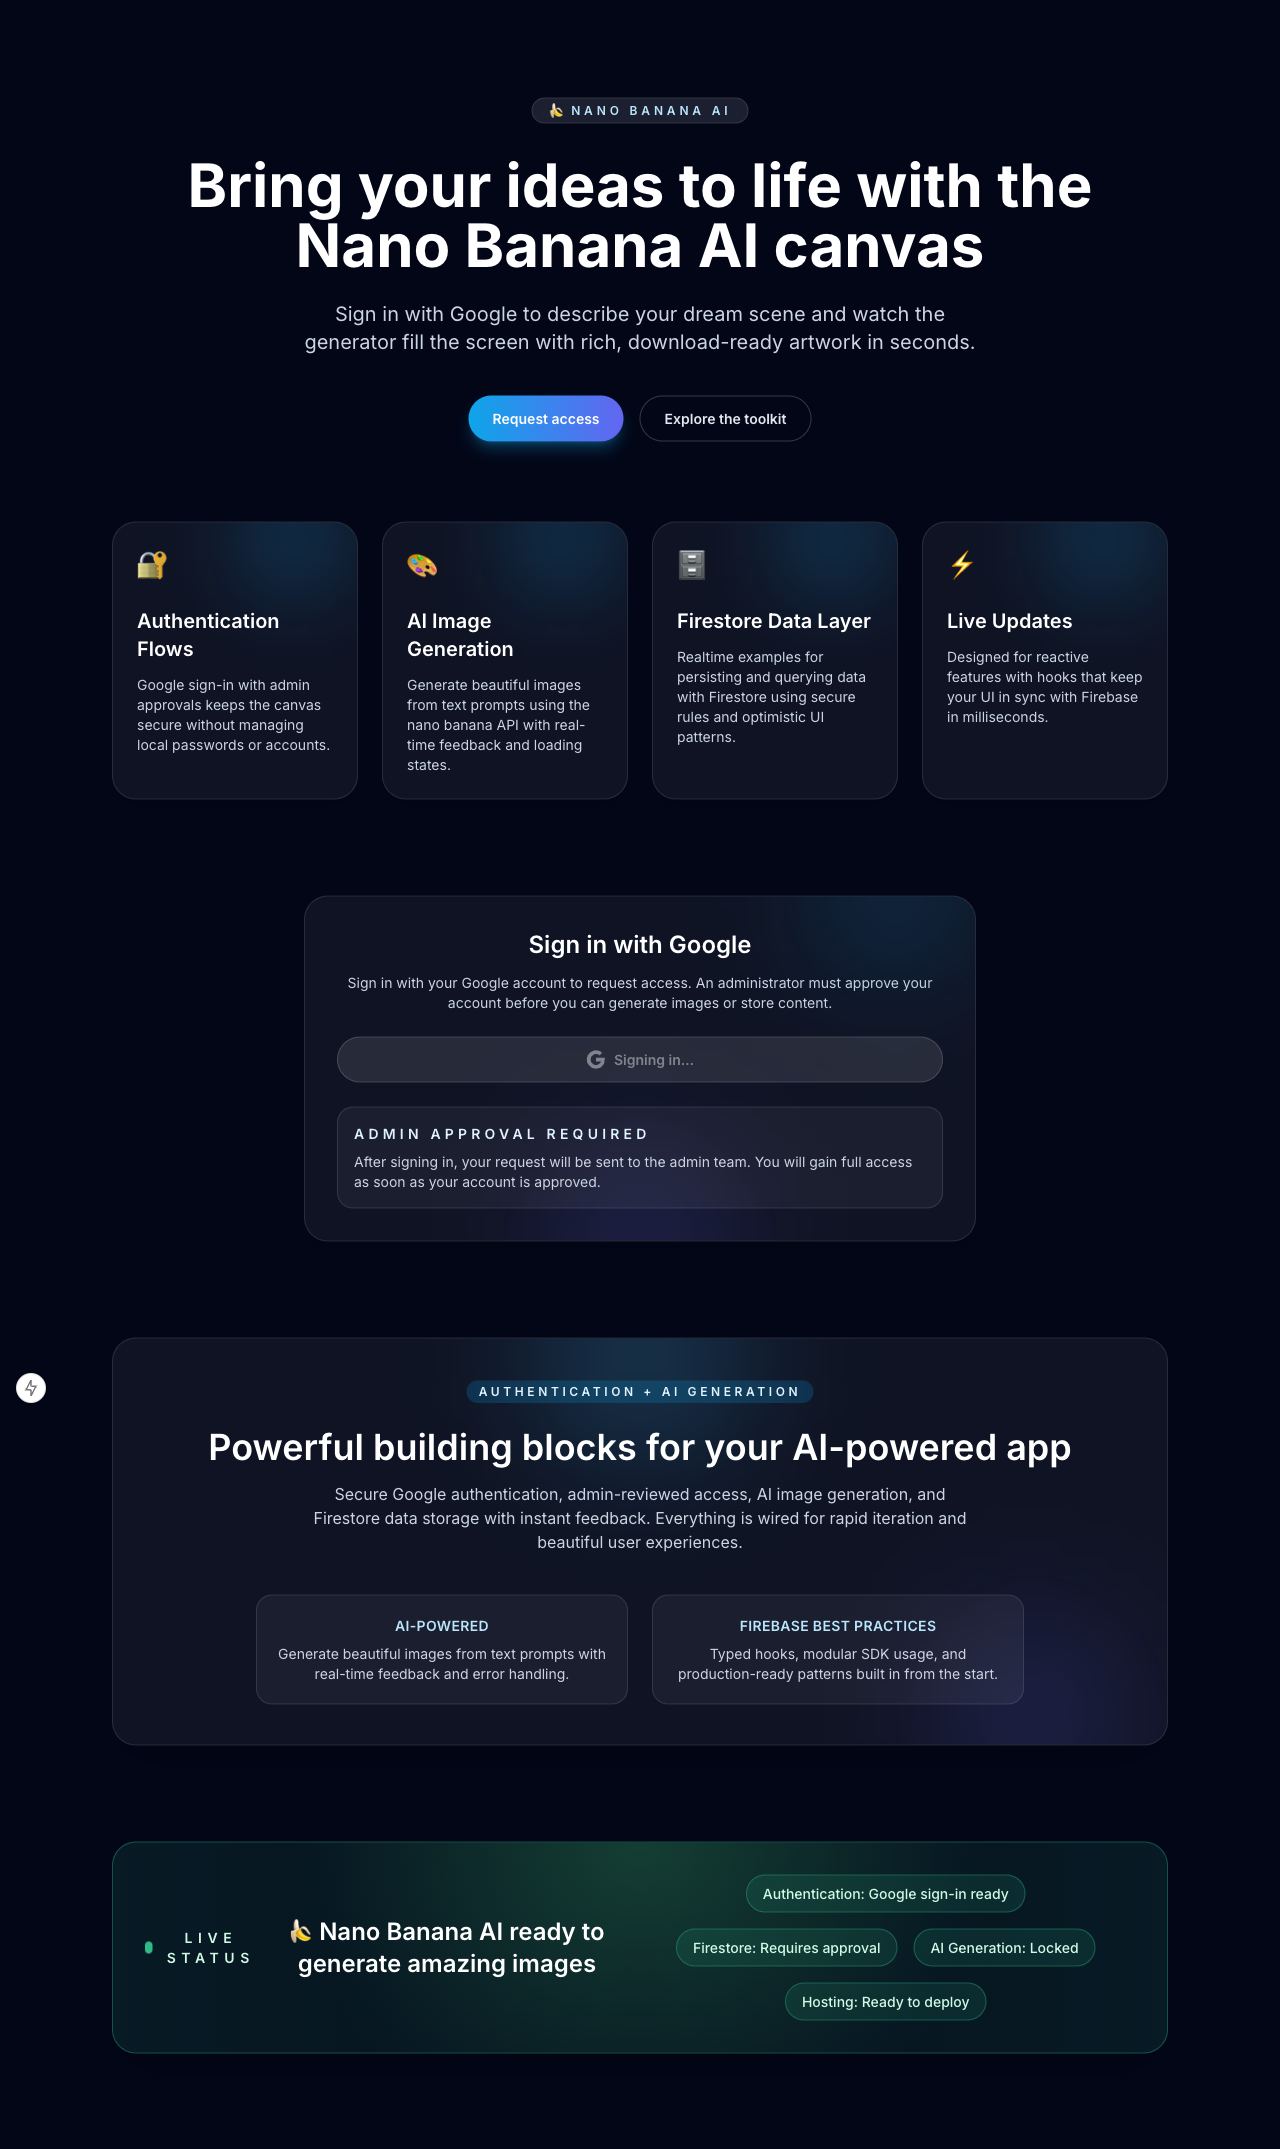 🍌 NANO BANANA AI
Bring your ideas to life with the
Nano Banana AI canvas
Sign in with Google to describe your dream scene and watch the
generator fill the screen with rich, download-ready artwork in seconds.
Request access
Explore the toolkit
Authentication
Flows
Google sign-in with admin
approvals keeps the canvas
secure without managing
local passwords or accounts.
AI Image
Generation
Generate beautiful images
from text prompts using the
nano banana API with real-
time feedback and loading
states.
Firestore Data Layer
Realtime examples for
persisting and querying data
with Firestore using secure
rules and optimistic UI
patterns.
Live Updates
Designed for reactive
features with hooks that keep
your UI in sync with Firebase
in milliseconds.
Sign in with Google
Sign in with your Google account to request access. An administrator must approve your
account before you can generate images or store content.
Signing in...
ADMIN APPROVAL REQUIRED
After signing in, your request will be sent to the admin team. You will gain full access
as soon as your account is approved.
AUTHENTICATION + AI GENERATION
Powerful building blocks for your AI-powered app
Secure Google authentication, admin-reviewed access, AI image generation, and
Firestore data storage with instant feedback. Everything is wired for rapid iteration and
beautiful user experiences.
AI-POWERED
Generate beautiful images from text prompts with
real-time feedback and error handling.
FIREBASE BEST PRACTICES
Typed hooks, modular SDK usage, and
production-ready patterns built in from the start.
LIVE
STATUS
🍌 Nano Banana AI ready to
generate amazing images
Authentication: Google sign-in ready
Firestore: Requires approval
AI Generation: Locked
Hosting: Ready to deploy